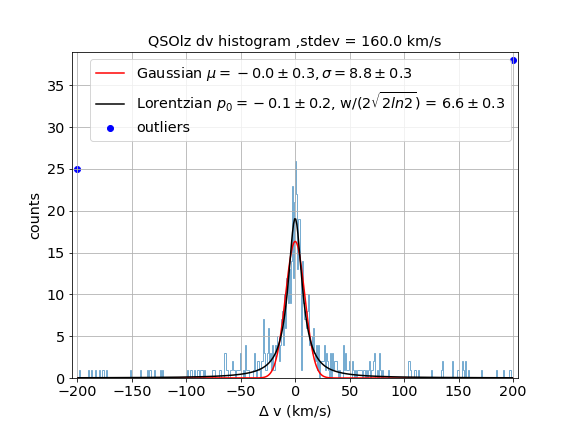 QSOlz dv histogram ,stdev = 160.0 km/s
Gaussian μ = −0.0 ± 0.3, σ = 8.8 ± 0.3
Lorentzian p₀ = −0.1 ± 0.2, w/(2√2ln2) = 6.6 ± 0.3
outliers
35
30
25
20
15
10
5
0
counts
−200 −150 −100 −50 0 50 100 150 200
Δ v (km/s)